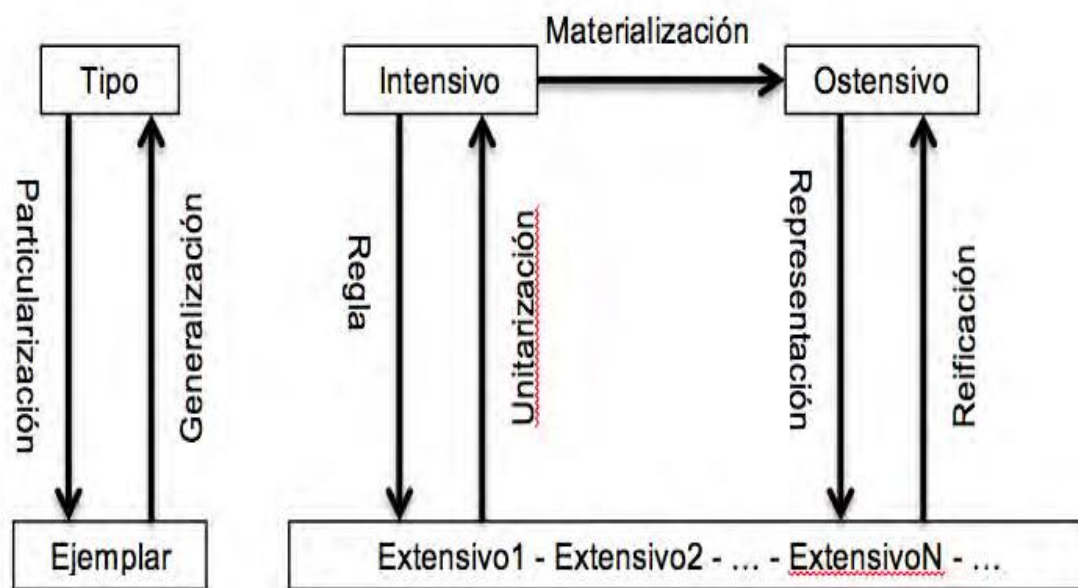 Materialización
Tipo
Intensivo
Ostensivo
Particularización
Generalización
Regla
Unitarización
Representación
Reificación
Ejemplar
Extensivo1 - Extensivo2 - ... - ExtensivoN - ...